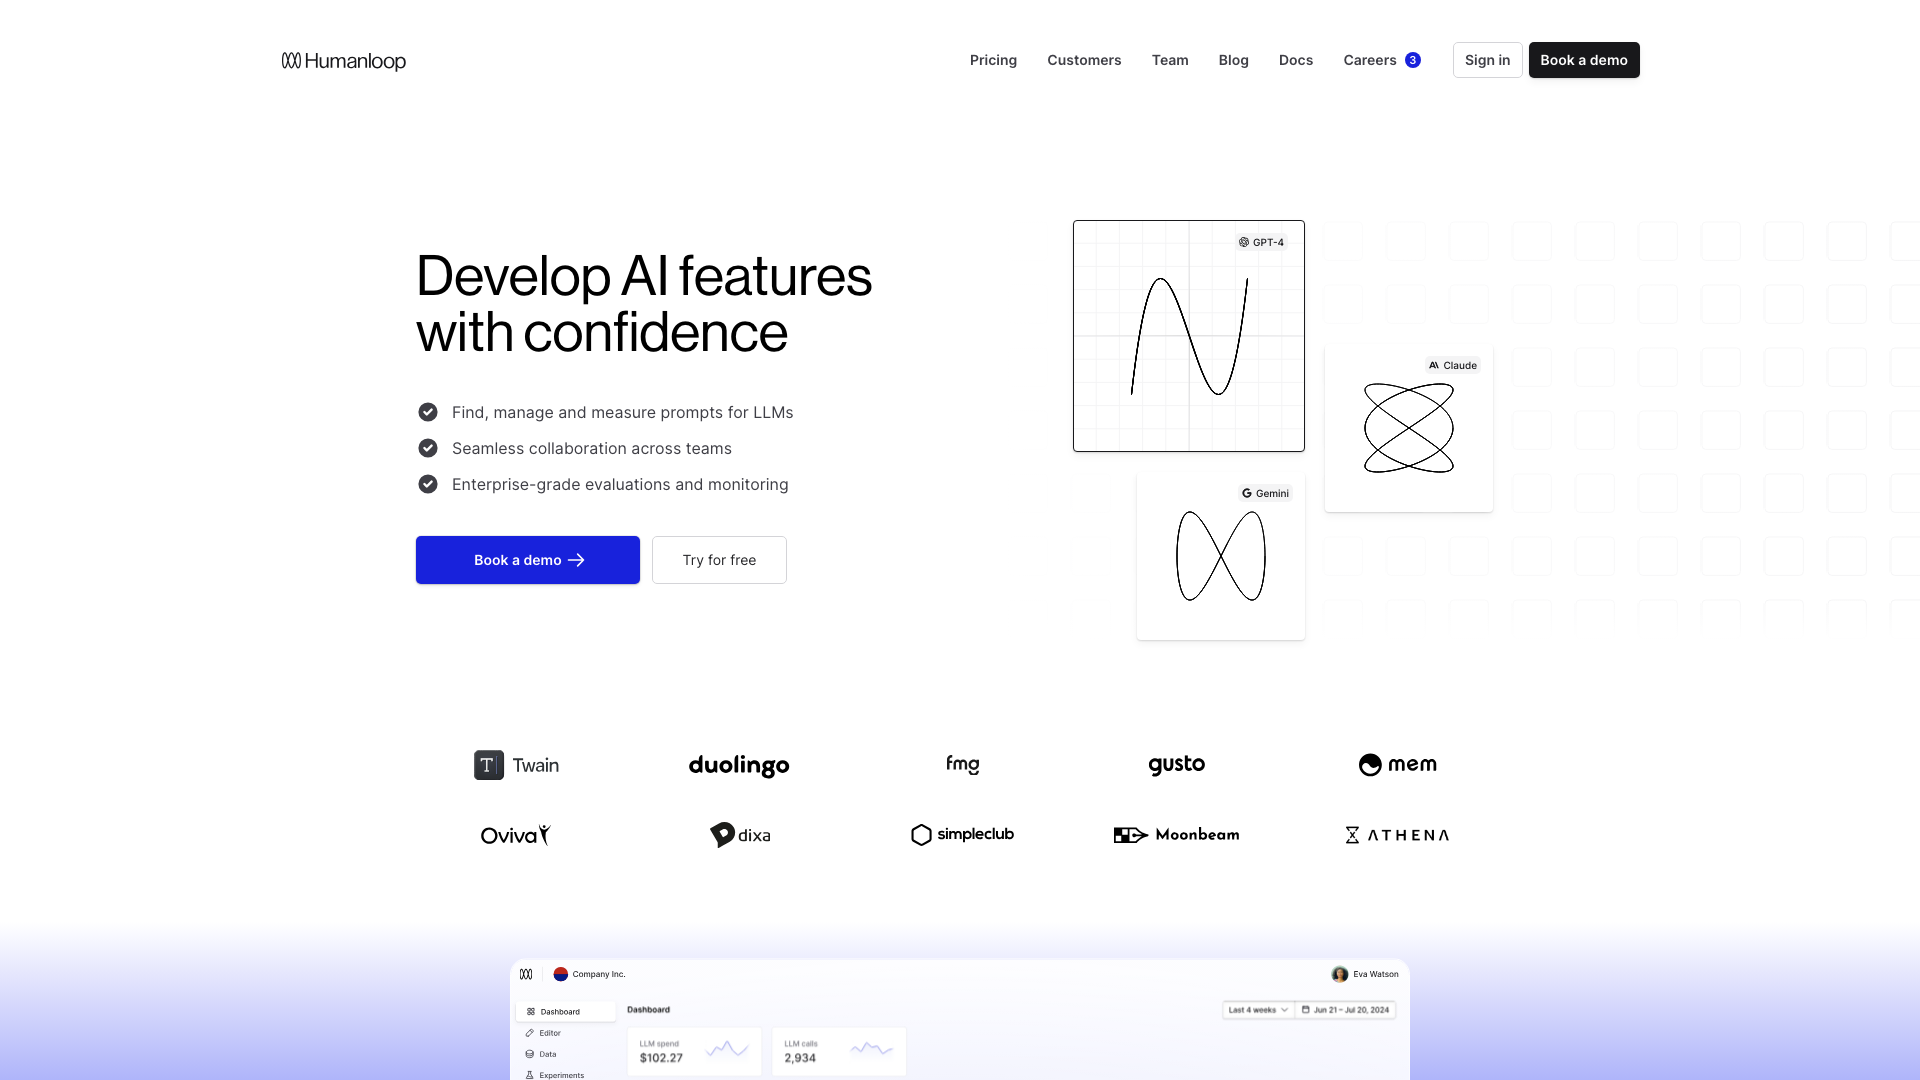 Humanloop
Pricing
Customers
Team
Blog
Docs
Careers 3
Sign in
Book a demo
Develop AI features
with confidence
Find, manage and measure prompts for LLMs
Seamless collaboration across teams
Enterprise-grade evaluations and monitoring
Book a demo
Try for free
GPT-4
Claude
Gemini
T Twain
duolingo
fmg
gusto
mem
Oviva
dixa
simpleclub
Moonbeam
ATHENA
Company Inc.
Eva Watson
Dashboard
Editor
Data
Experiments
Dashboard
Last 4 weeks
Jun 21 – Jul 20, 2024
LLM spend
$102.27
LLM calls
2,934